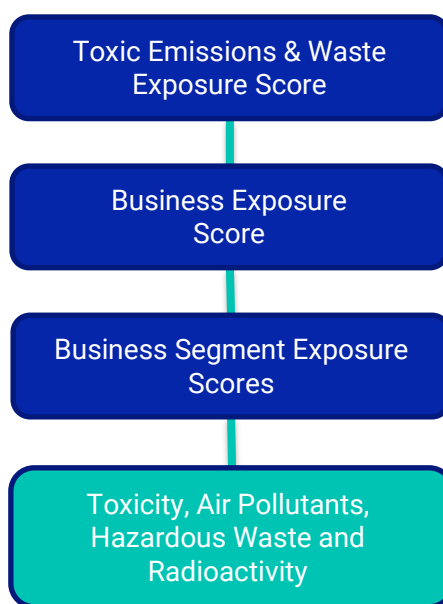 Toxic Emissions & Waste
Exposure Score
Business Exposure
Score
Business Segment Exposure
Scores
Toxicity, Air Pollutants,
Hazardous Waste and
Radioactivity